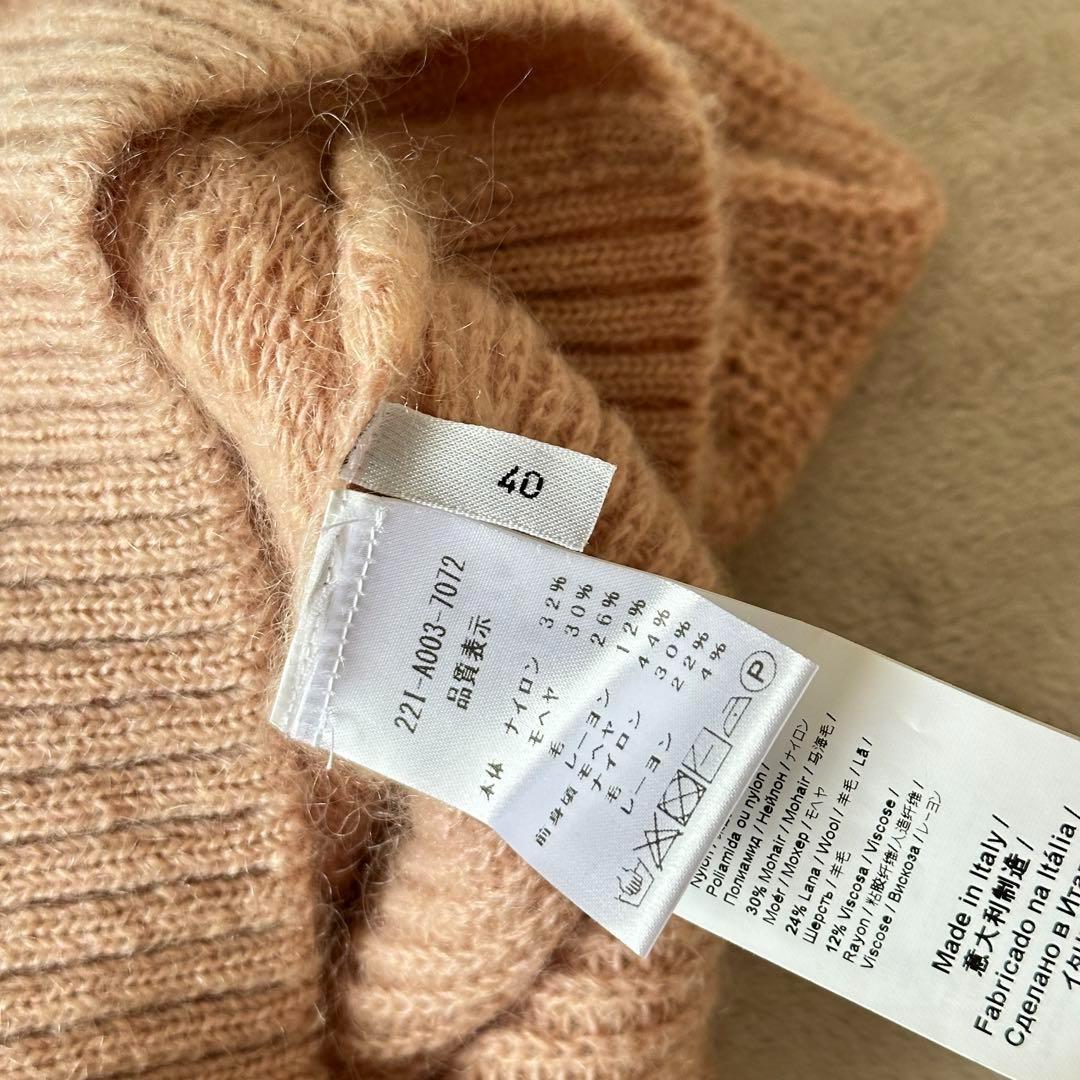 40
221-A003-7072
品質表示
本体 ナイロン 32%
モヘヤ 30%
毛 26%
レーヨン 12%
前身頃 モヘヤ 44%
ナイロン 30%
毛 22%
レーヨン 4%
P
Poliamida ou nylon /
Полиамид / Нейлон / ナイロン
30% Mohair / Mohair / 马海毛 /
Moér / Мохер / モヘヤ
24% Lana / Wool / 羊毛 / Lã /
Шерсть / 羊毛
12% Viscosa / Viscose /
Rayon / 粘胶纤维/人造纤维 /
Viscose / Вискоза / レーヨン
Made in Italy /
意大利制造 /
Fabricado na Itália /
Сделано в